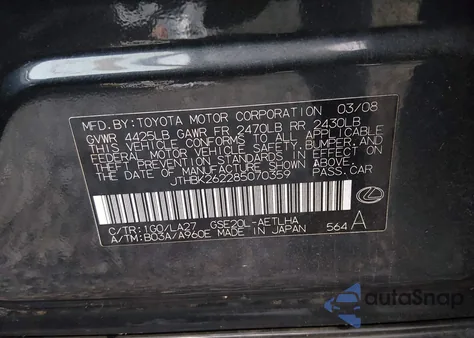 MFD.BY:TOYOTA MOTOR CORPORATION 03/08
GVWR 4425LB GAWR FR 2470LB RR 2430LB
THIS VEHICLE CONFORMS TO ALL APPLICABLE
FEDERAL MOTOR VEHICLE SAFETY, BUMPER, AND
THEFT PREVENTION STANDARDS IN EFFECT ON
THE DATE OF MANUFACTURE SHOWN ABOVE.
JTHBK262285070359 PASS.CAR
C/TR:1G0/LA27 GSE20L-AETLHA
A/TM:B03A/A960E MADE IN JAPAN 564 A
autoSnap